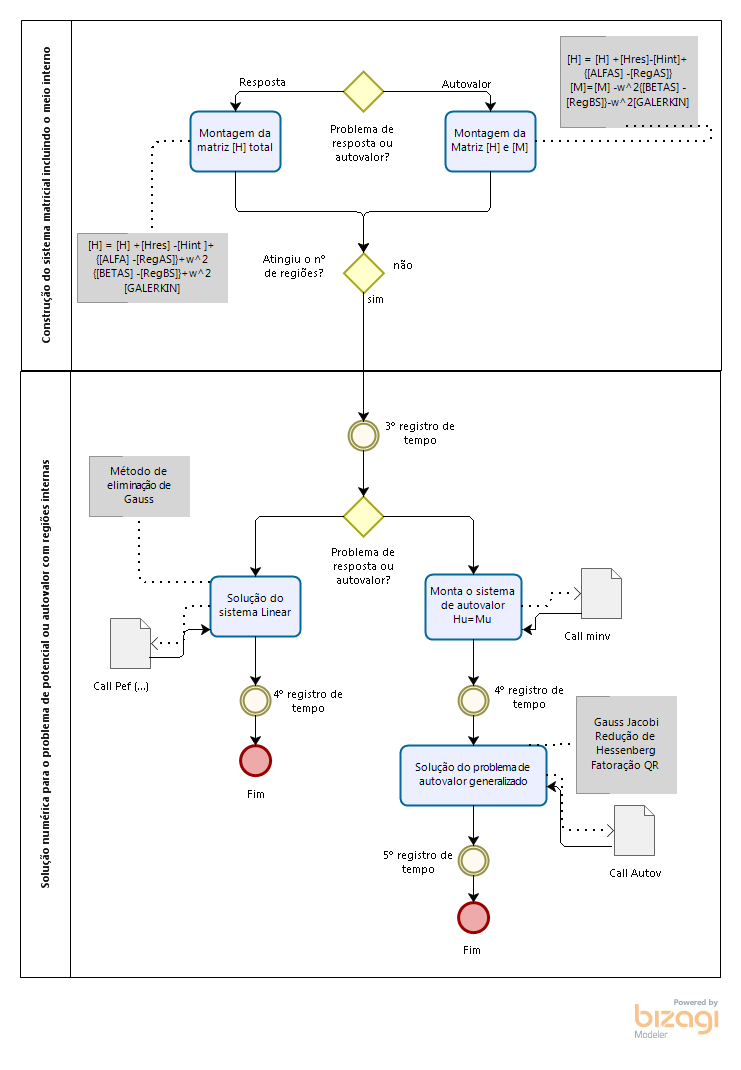 Construção do sistema matricial incluindo o meio interno
Resposta
Autovalor
[H] = [H] +[Hres]-[Hint]+
{[ALFAS] -[RegAS]}
[M]=[M] -w^2{[BETAS] -
[RegBS]}-w^2[GALERKIN]
Problema de
resposta ou
autovalor?
Montagem da
matriz [H] total
Montagem da
Matriz [H] e [M]
[H] = [H] +[Hres] -[Hint ]+
{[ALFA] -[RegAS]}+w^2
{[BETAS] -[RegBS]}+w^2
[GALERKIN]
Atingiu o n°
de regiões?
não
sim
Solução numérica para o problema de potencial ou autovalor com regiões internas
3° registro de
tempo
Método de
eliminação de
Gauss
Problema de
resposta ou
autovalor?
Solução do
sistema Linear
Monta o sistema
de autovalor
Hu=Mu
Call minv
Call Pef (...)
4° registro de
tempo
4° registro de
tempo
Gauss Jacobi
Redução de
Hessenberg
Fatoração QR
Solução do problema de
autovalor generalizado
Fim
Call Autov
5° registro de
tempo
Fim
Powered by
bizagi
Modeler